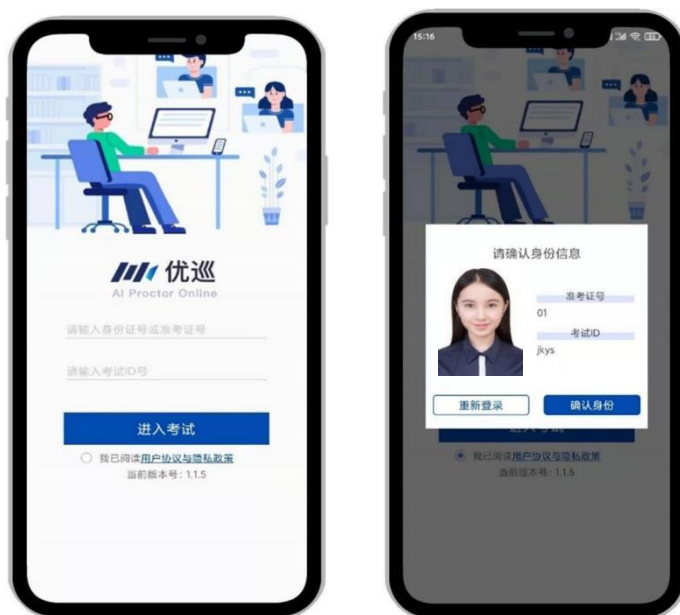 优巡
AI Proctor Online
请输入身份证号或准考证号
请输入考试ID号
进入考试
我已阅读用户协议与隐私政策
当前版本号：1.1.5
15:16
请确认身份信息
准考证号
01
考试ID
jkys
重新登录
确认身份
我已阅读用户协议与隐私政策
当前版本号：1.1.5